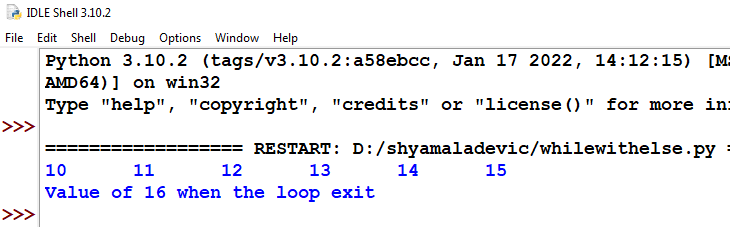 IDLE Shell 3.10.2
File Edit Shell Debug Options Window Help
Python 3.10.2 (tags/v3.10.2:a58ebcc, Jan 17 2022, 14:12:15) [M
AMD64)] on win32
Type "help", "copyright", "credits" or "license()" for more in
>>>
================== RESTART: D:/shyamaladevic/whilewithelse.py =
10 11 12 13 14 15
Value of 16 when the loop exit
>>>